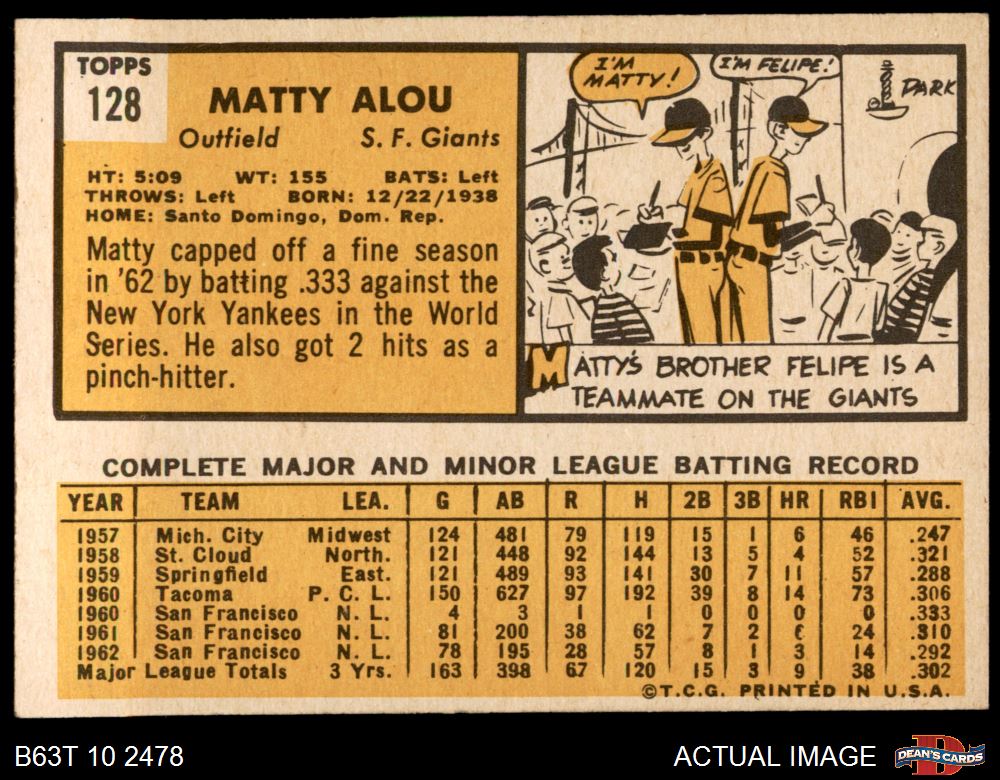 TOPPS
128
MATTY ALOU
Outfield S. F. Giants
HT: 5:09 WT: 155 BATS: Left
THROWS: Left BORN: 12/22/1938
HOME: Santo Domingo, Dom. Rep.
Matty capped off a fine season
in '62 by batting .333 against the
New York Yankees in the World
Series. He also got 2 hits as a
pinch-hitter.
I'M
MATTY!
I'M FELIPE!
PARK
MATTY'S BROTHER FELIPE IS A
TEAMMATE ON THE GIANTS
COMPLETE MAJOR AND MINOR LEAGUE BATTING RECORD
YEAR TEAM LEA. G AB R H 2B 3B HR RBI AVG.
1957 Mich. City Midwest 124 481 79 119 15 1 6 46 .247
1958 St. Cloud North. 121 448 92 144 13 5 4 52 .321
1959 Springfield East. 121 489 93 141 30 7 11 57 .288
1960 Tacoma P. C. L. 150 627 97 192 39 8 14 73 .306
1960 San Francisco N. L. 4 3 1 1 0 0 0 0 .333
1961 San Francisco N. L. 81 200 38 62 7 2 6 24 .310
1962 San Francisco N. L. 78 195 28 57 8 1 3 14 .292
Major League Totals 3 Yrs. 163 398 67 120 15 3 9 38 .302
©T.C.G. PRINTED IN U.S.A.
B63T 10 2478
ACTUAL IMAGE
DEAN'S CARDS